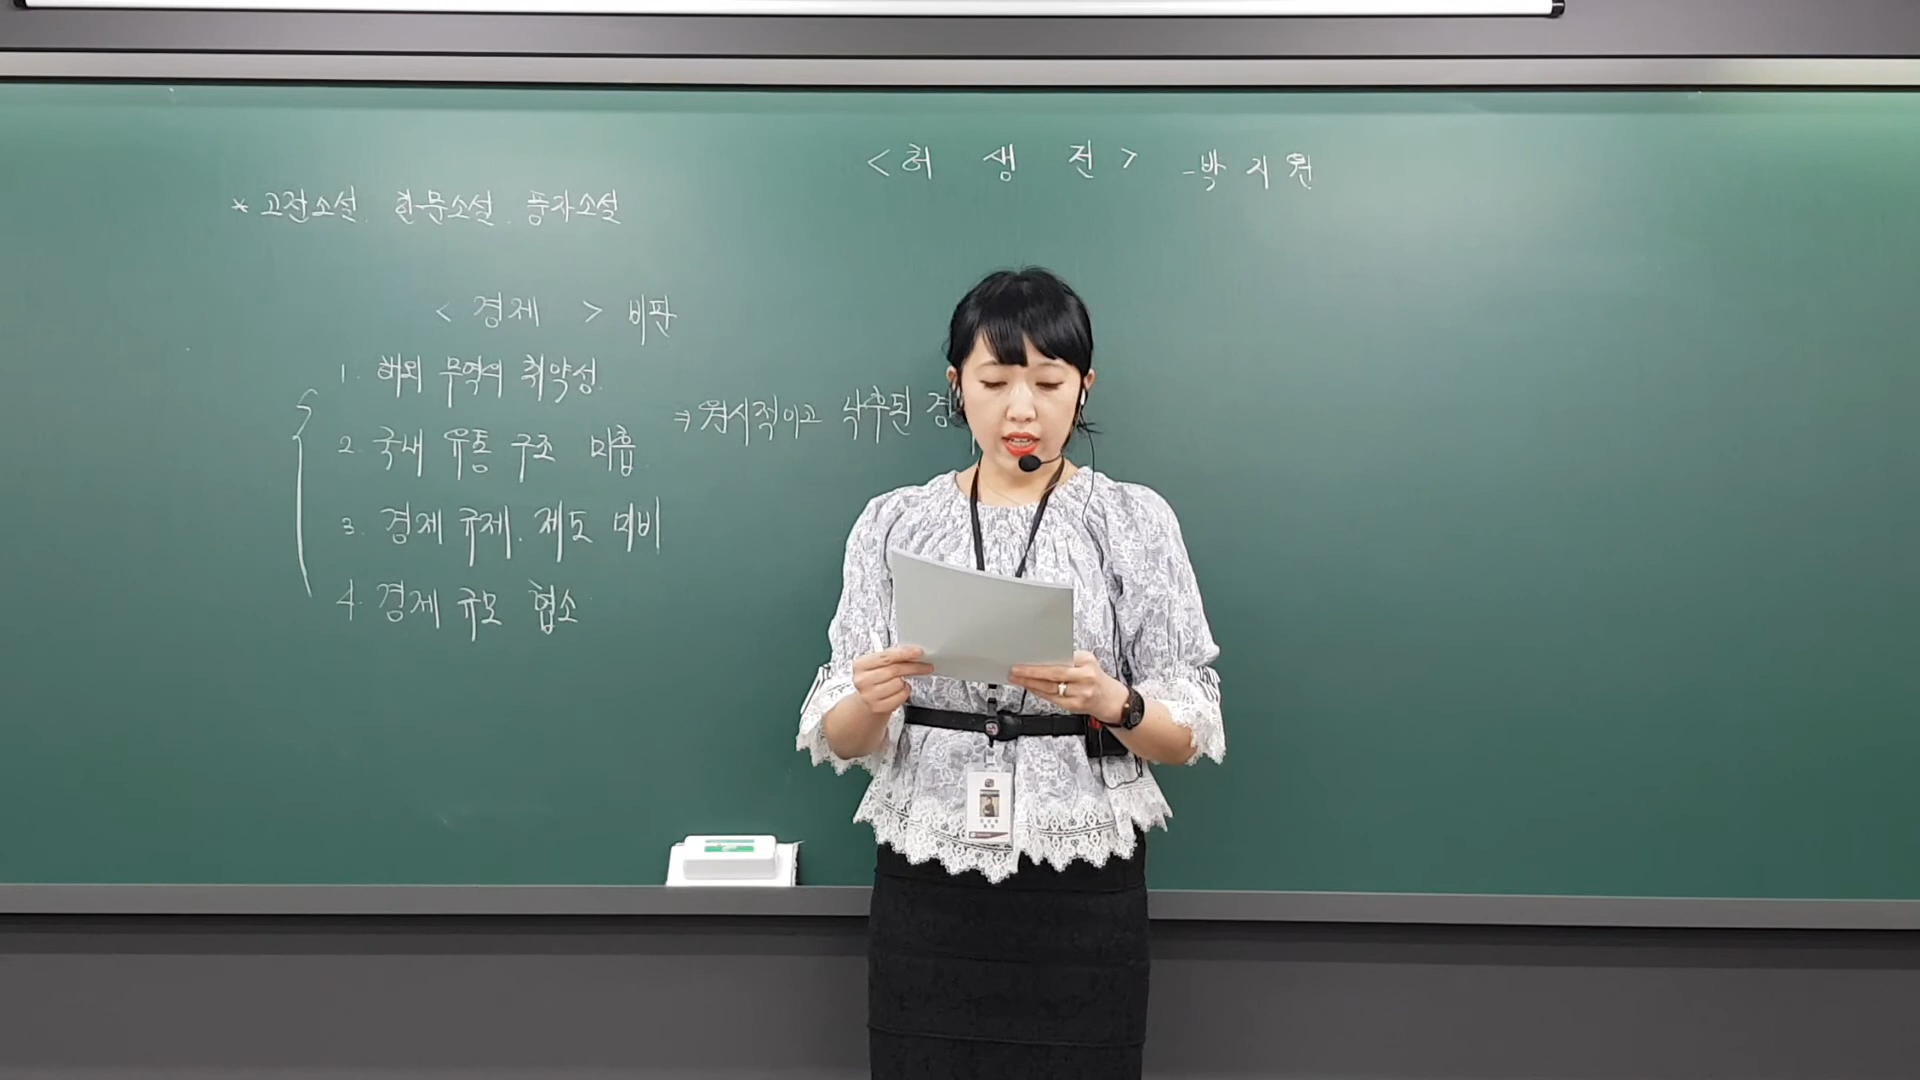 <허 생 전> -박 지 원
* 고전소설. 한문소설. 풍자소설
< 경제 > 비판
1. 해외 무역의 취약성.
2. 국내 유통 구조 미흡.
⇒ 원시적이고 낙후된 경
3. 경제 규제. 제도 미비
4. 경제 규모 협소